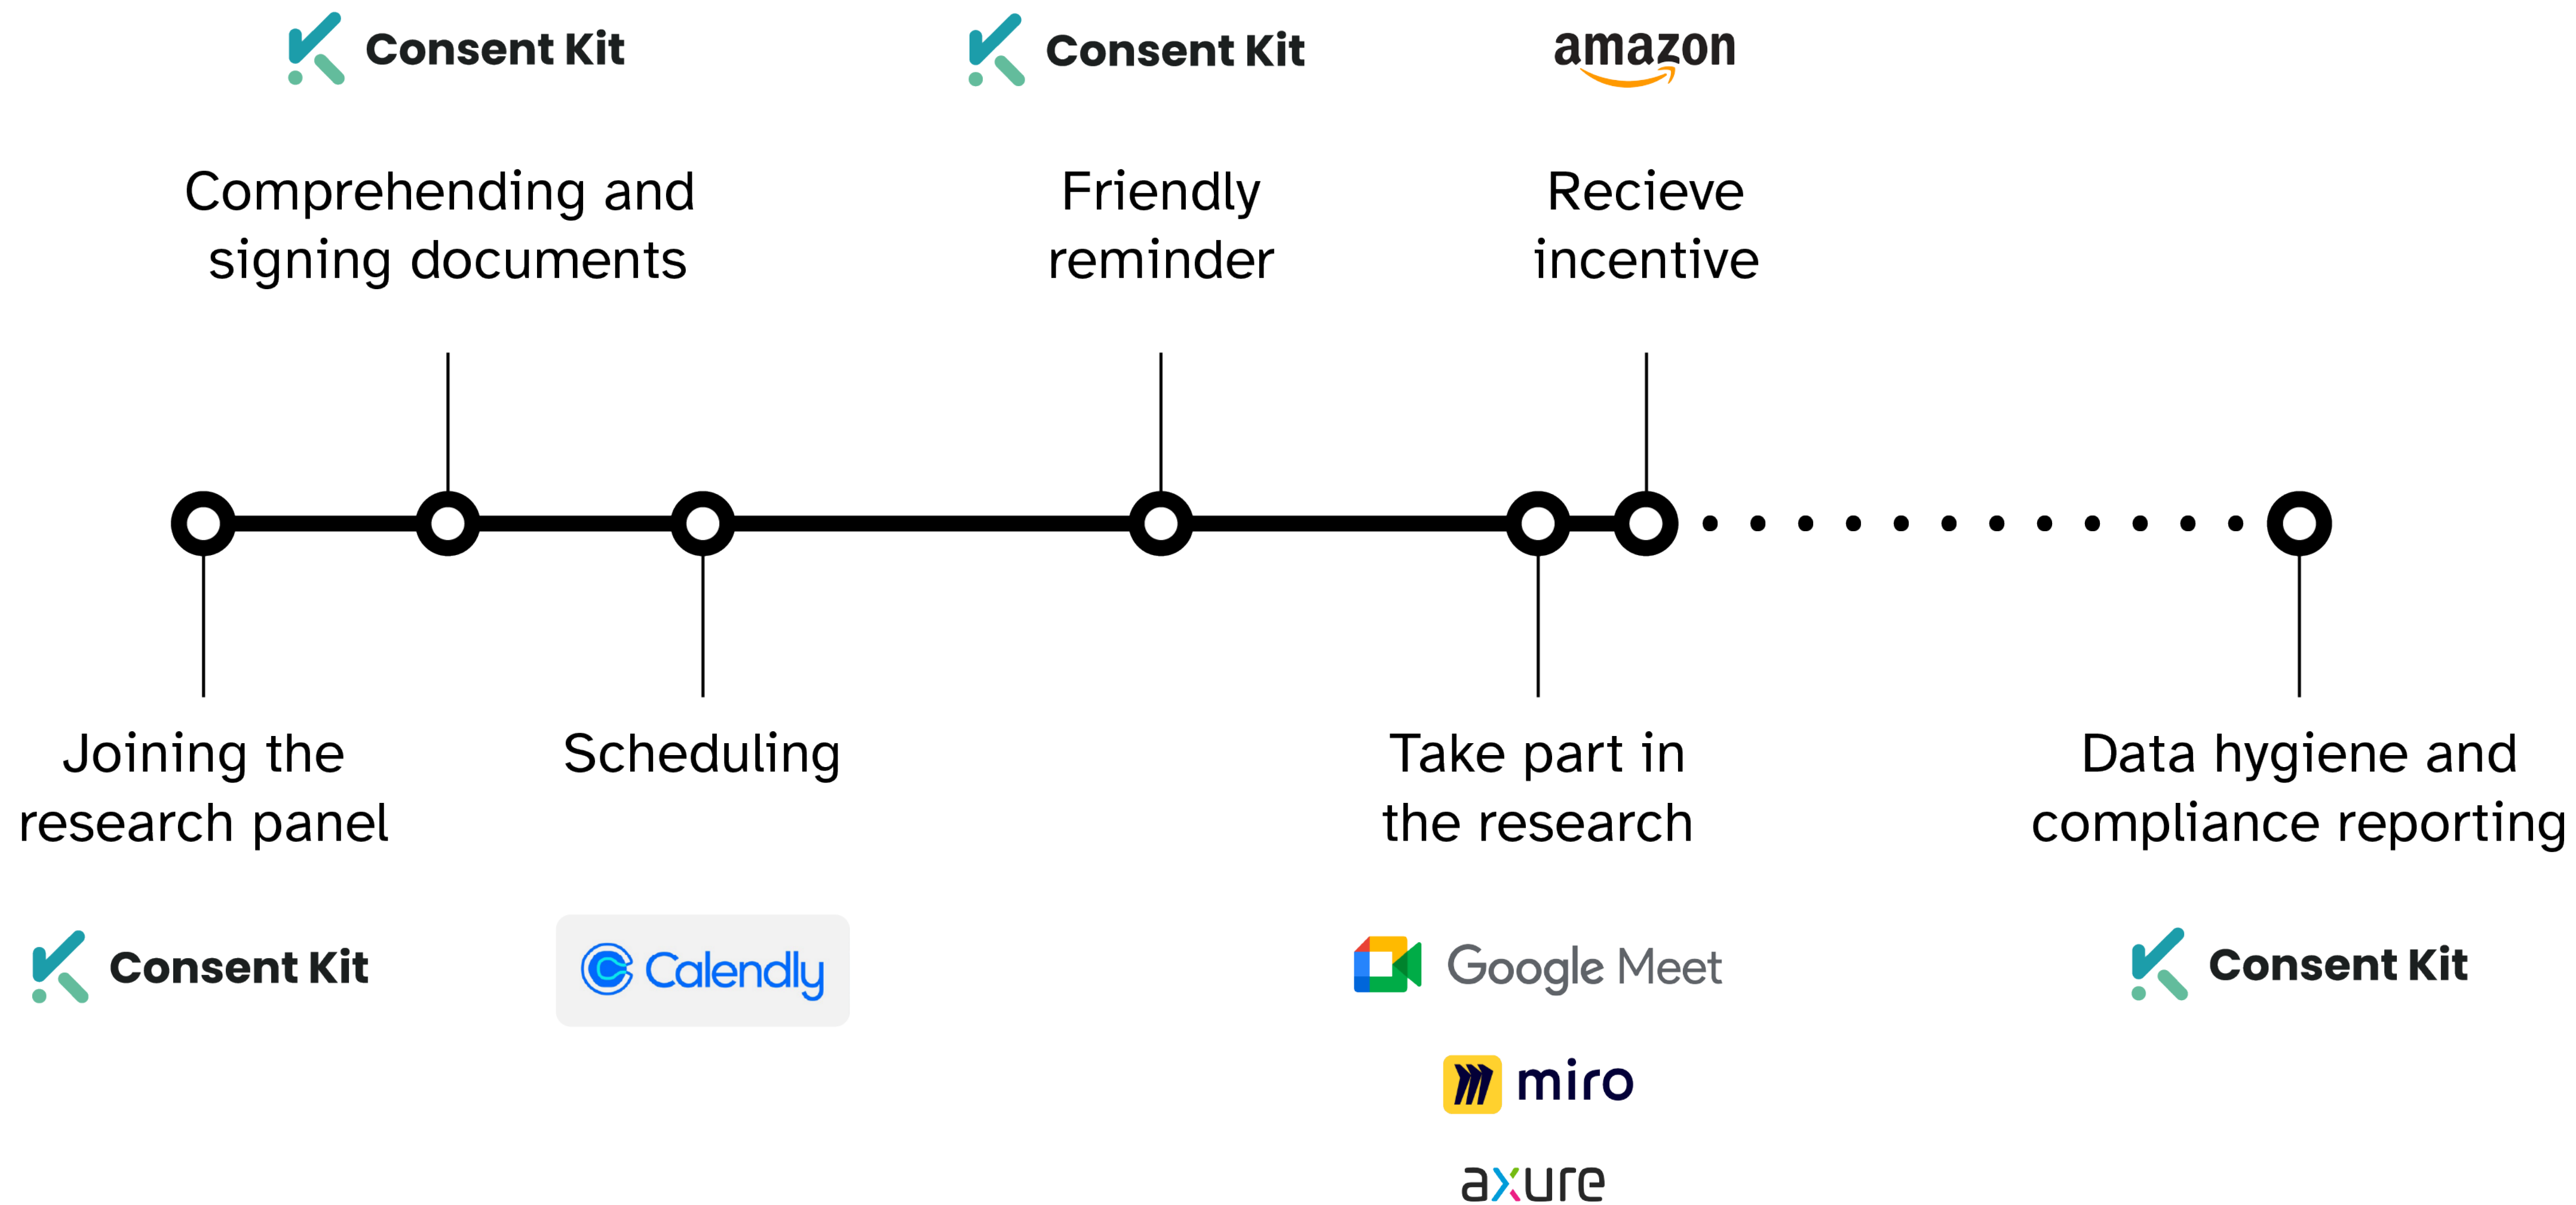 Consent Kit
Consent Kit
amazon
Comprehending and
signing documents
Friendly
reminder
Recieve
incentive
Joining the
research panel
Scheduling
Take part in
the research
Data hygiene and
compliance reporting
Consent Kit
Calendly
Google Meet
Consent Kit
miro
axure